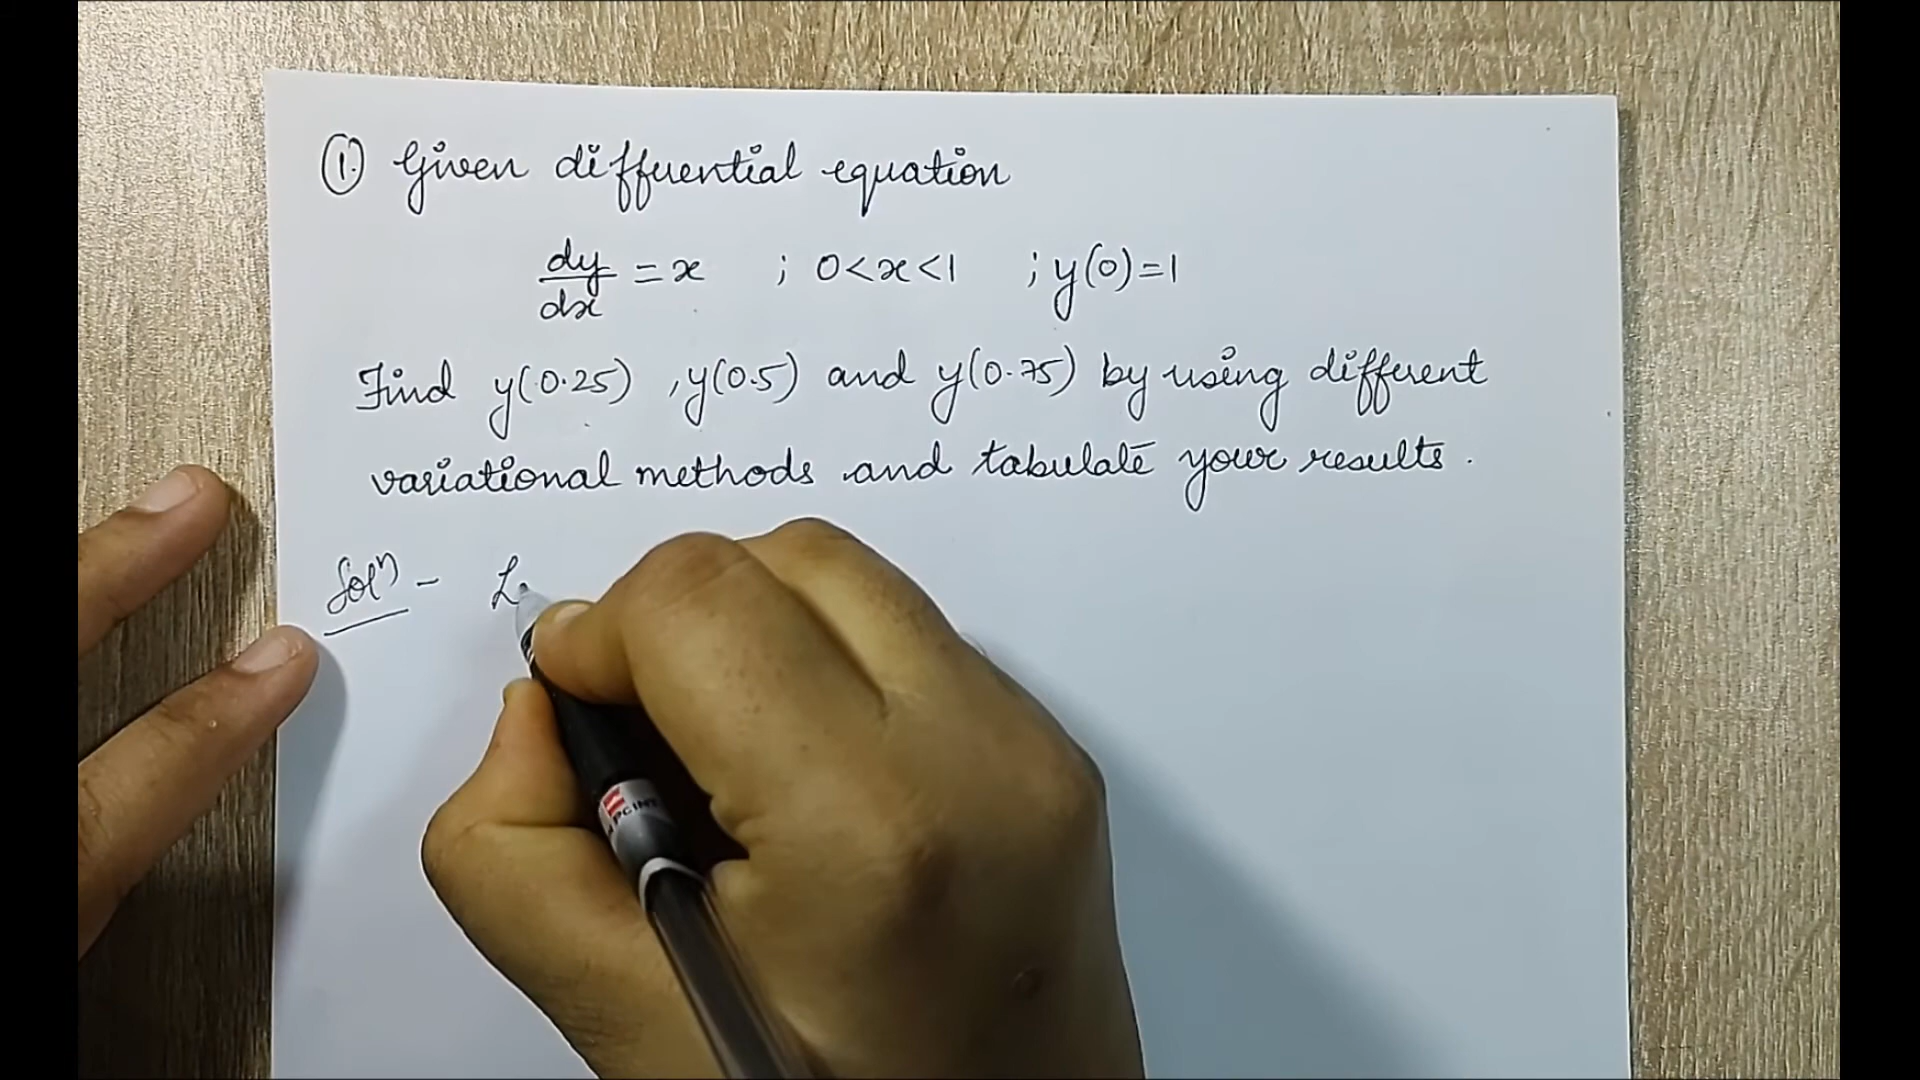 1. Given differential equation
dy/dx = x ; 0<x<1 ; y(0)=1
Find y(0.25), y(0.5) and y(0.75) by using different
variational methods and tabulate your results.
Solⁿ -